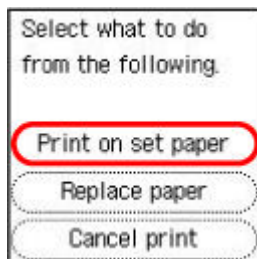 Select what to do
from the following.
Print on set paper
Replace paper
Cancel print